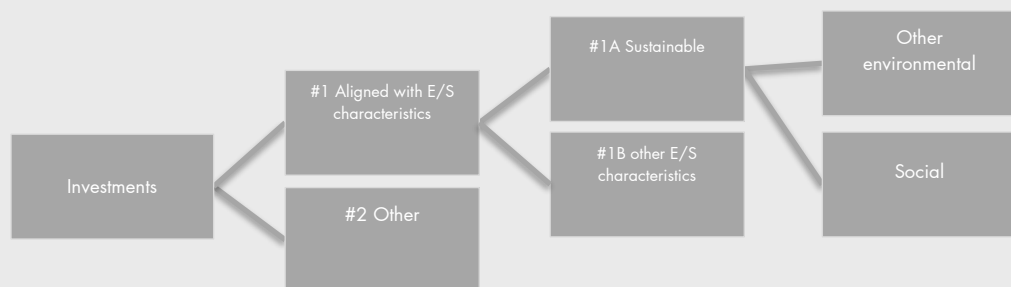 Investments
#1 Aligned with E/S
characteristics
#2 Other
#1A Sustainable
#1B other E/S
characteristics
Other
environmental
Social